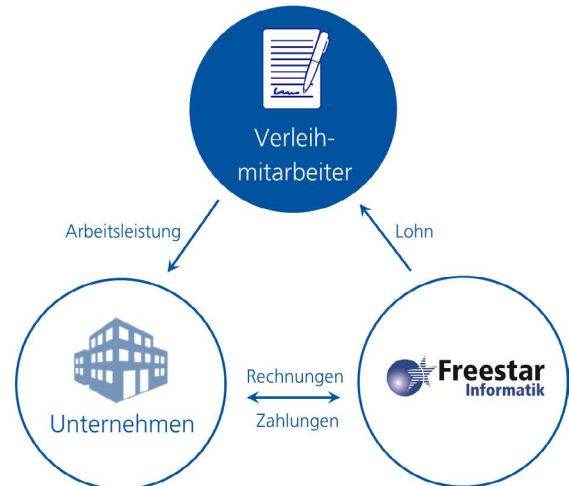 Verleih-
mitarbeiter
Arbeitsleistung
Lohn
Unternehmen
Rechnungen
Zahlungen
Freestar
Informatik